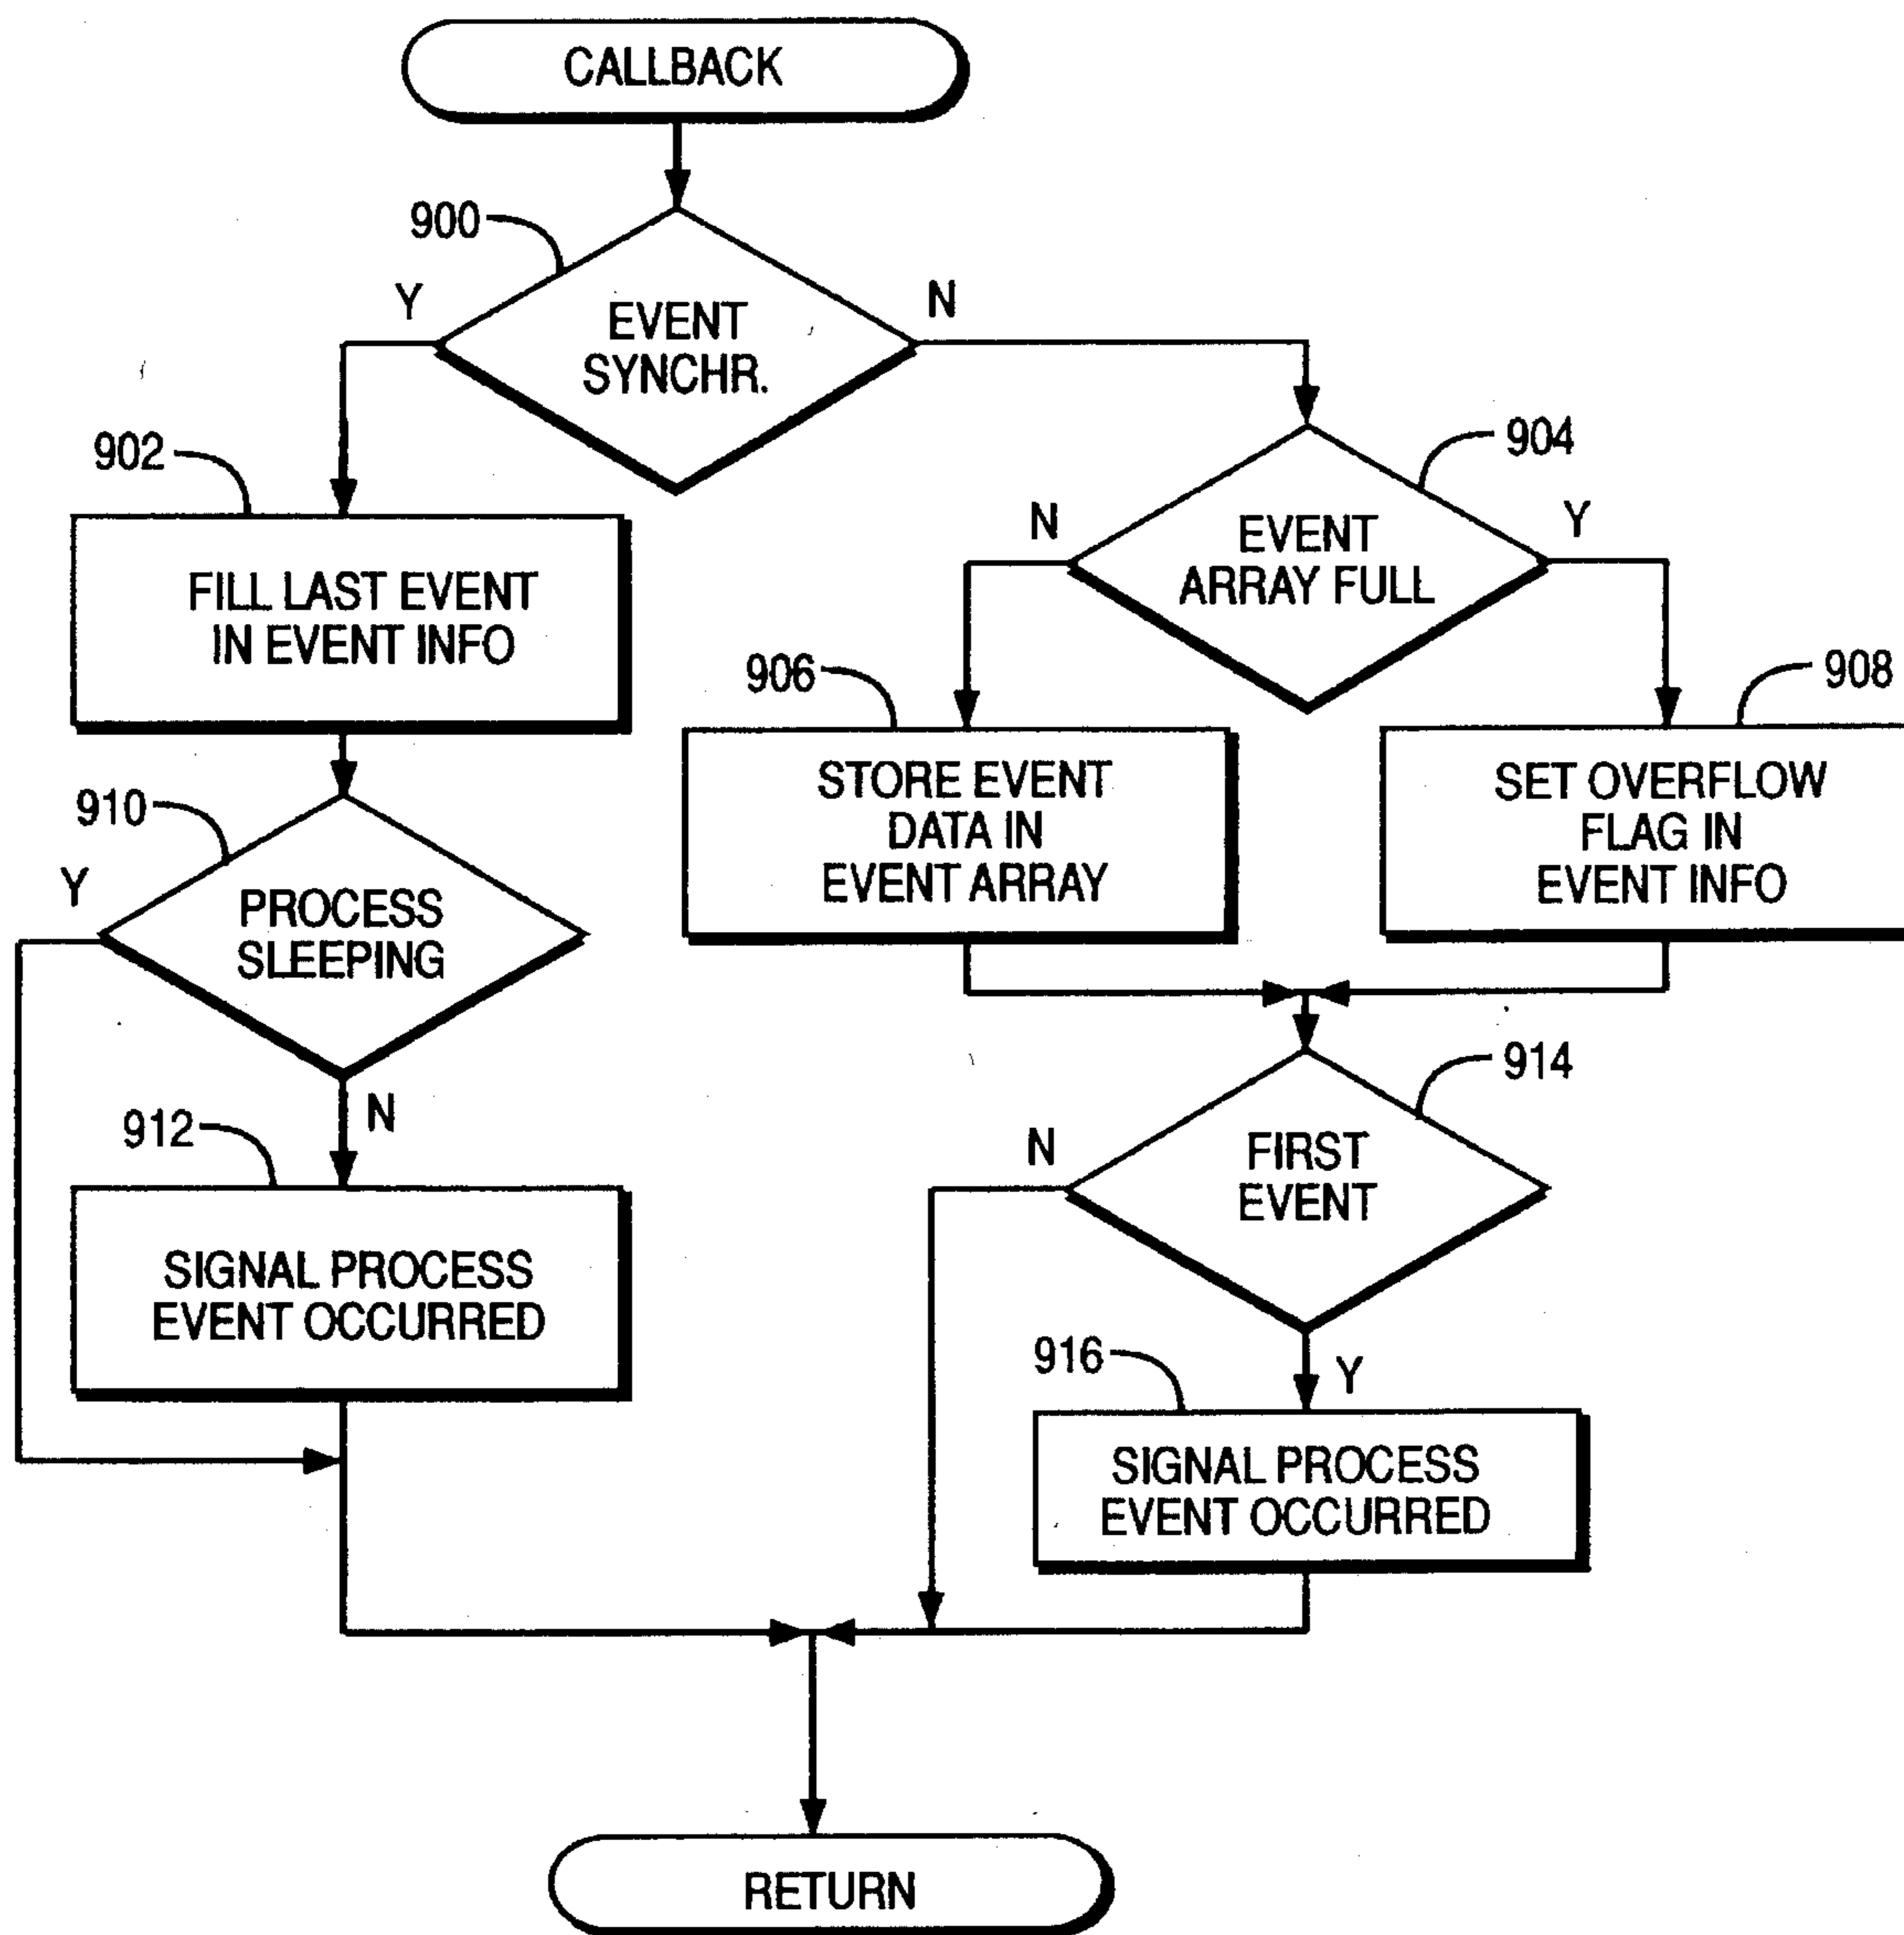 CALLBACK
900
Y
N
EVENT
SYNCHR.
902
904
FILL LAST EVENT
IN EVENT INFO
N
Y
EVENT
ARRAY FULL
906
908
STORE EVENT
DATA IN
EVENT ARRAY
SET OVERFLOW
FLAG IN
EVENT INFO
910
Y
PROCESS
SLEEPING
N
912
SIGNAL PROCESS
EVENT OCCURRED
914
N
FIRST
EVENT
916
Y
SIGNAL PROCESS
EVENT OCCURRED
RETURN